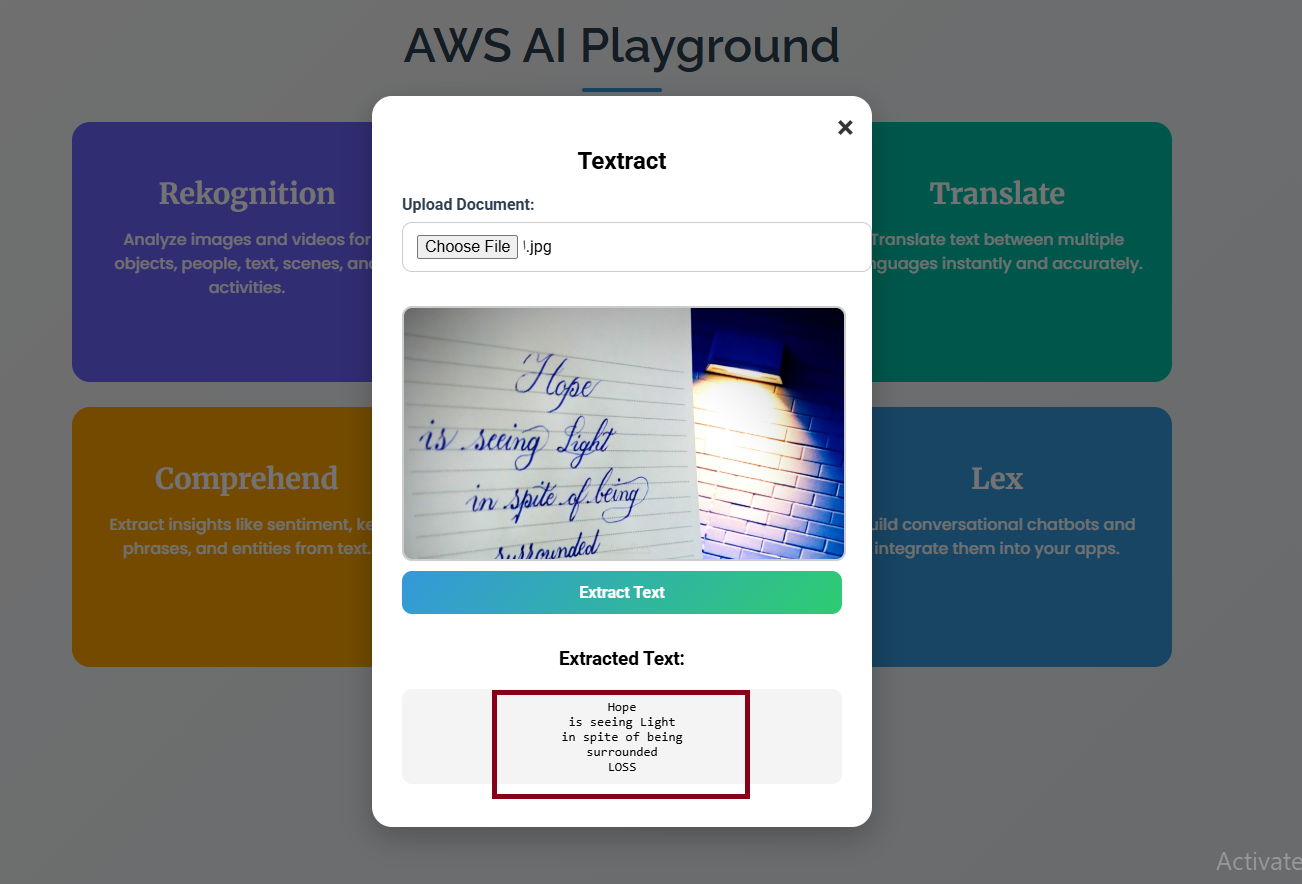 AWS AI Playground
×
Textract
Upload Document:
Choose File .jpg
Rekognition
Analyze images and videos for
objects, people, text, scenes, and
activities.
Translate
Translate text between multiple
nguages instantly and accurately.
Hope
is seeing Light
in spite of being
surrounded
Comprehend
Extract insights like sentiment, ke
phrases, and entities from text.
Lex
uild conversational chatbots and
integrate them into your apps.
Extract Text
Extracted Text:
Hope
is seeing Light
in spite of being
surrounded
LOSS
Activate